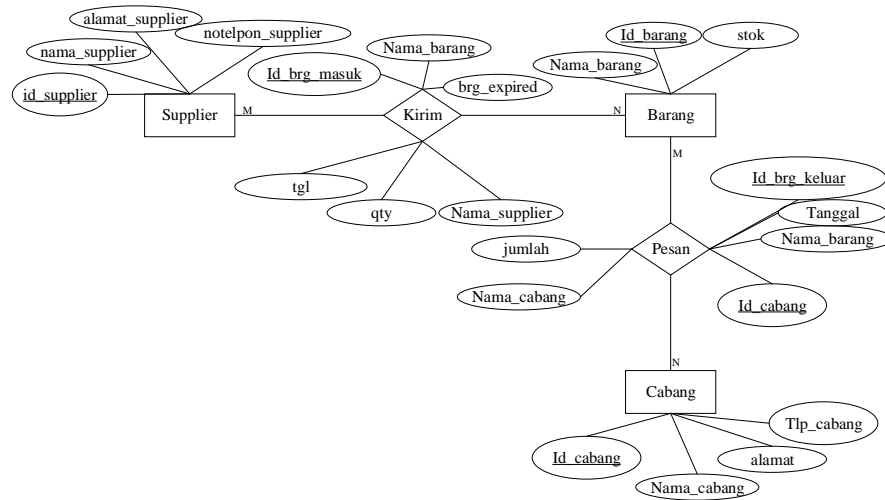 alamat_supplier
notelpon_supplier
nama_supplier
id_supplier
Supplier
M
Nama_barang
Id_brg_masuk
brg_expired
Kirim
N
tgl
qty
Nama_supplier
Id_barang
stok
Nama_barang
Barang
M
Id_brg_keluar
Tanggal
Nama_barang
Pesan
jumlah
Nama_cabang
Id_cabang
N
Cabang
Id_cabang
Nama_cabang
alamat
Tlp_cabang